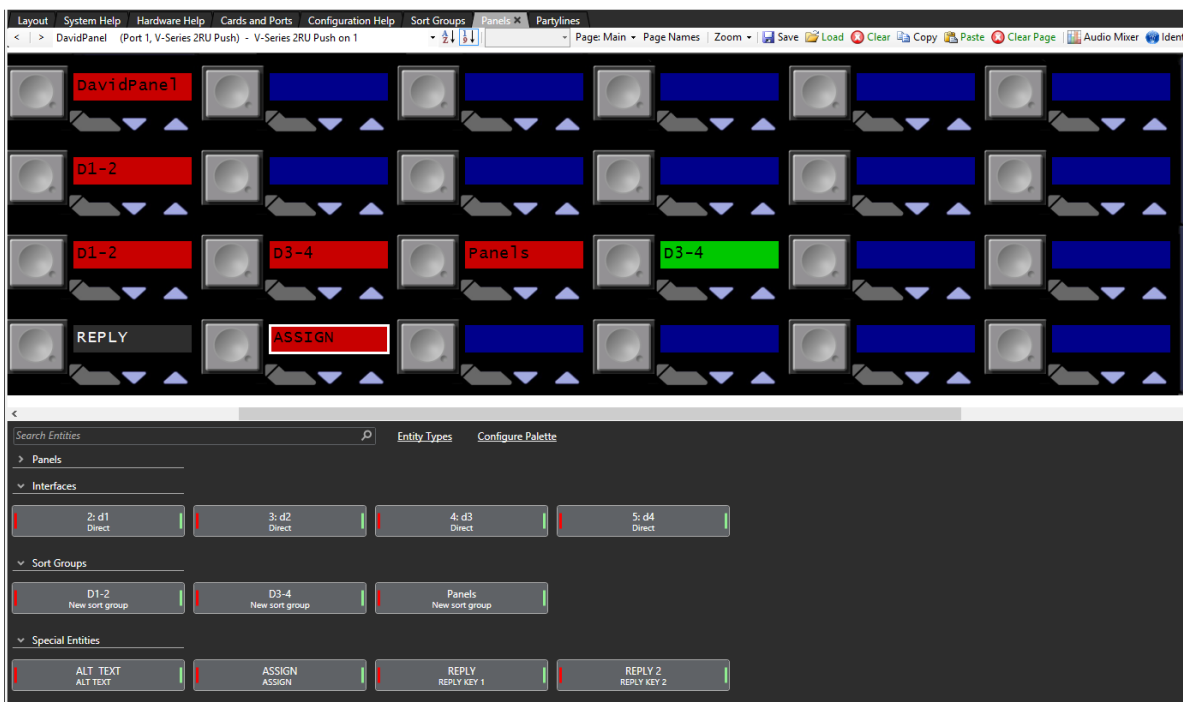 Layout System Help Hardware Help Cards and Ports Configuration Help Sort Groups Panels Partylines
< > DavidPanel (Port 1, V-Series 2RU Push) - V-Series 2RU Push on 1 Page: Main Page Names Zoom Save Load Clear Copy Paste Clear Page Audio Mixer Ident
DavidPanel
D1-2
D1-2 D3-4 Panels D3-4
REPLY ASSIGN
Search Entities Entity Types Configure Palette
Panels
Interfaces
2: d1 3: d2 4: d3 5: d4
Direct Direct Direct Direct
Sort Groups
D1-2 D3-4 Panels
New sort group New sort group New sort group
Special Entities
ALT TEXT ASSIGN REPLY REPLY 2
ALT TEXT ASSIGN REPLY KEY 1 REPLY KEY 2